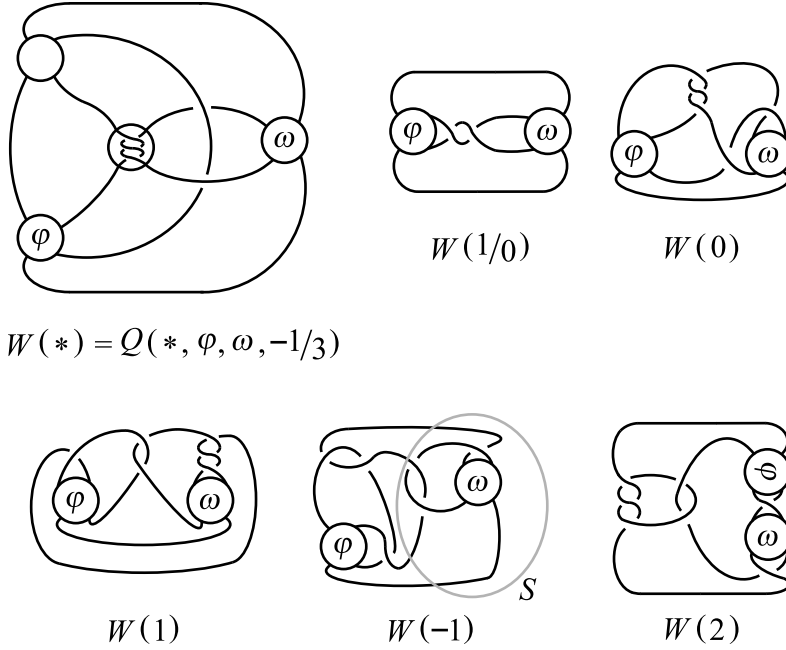 ω
φ
W(*) = Q(*, φ, ω, -1/3)
φ ω
W(1/0)
φ ω
W(0)
φ ω
W(1)
ω
φ
S
W(-1)
φ
ω
W(2)